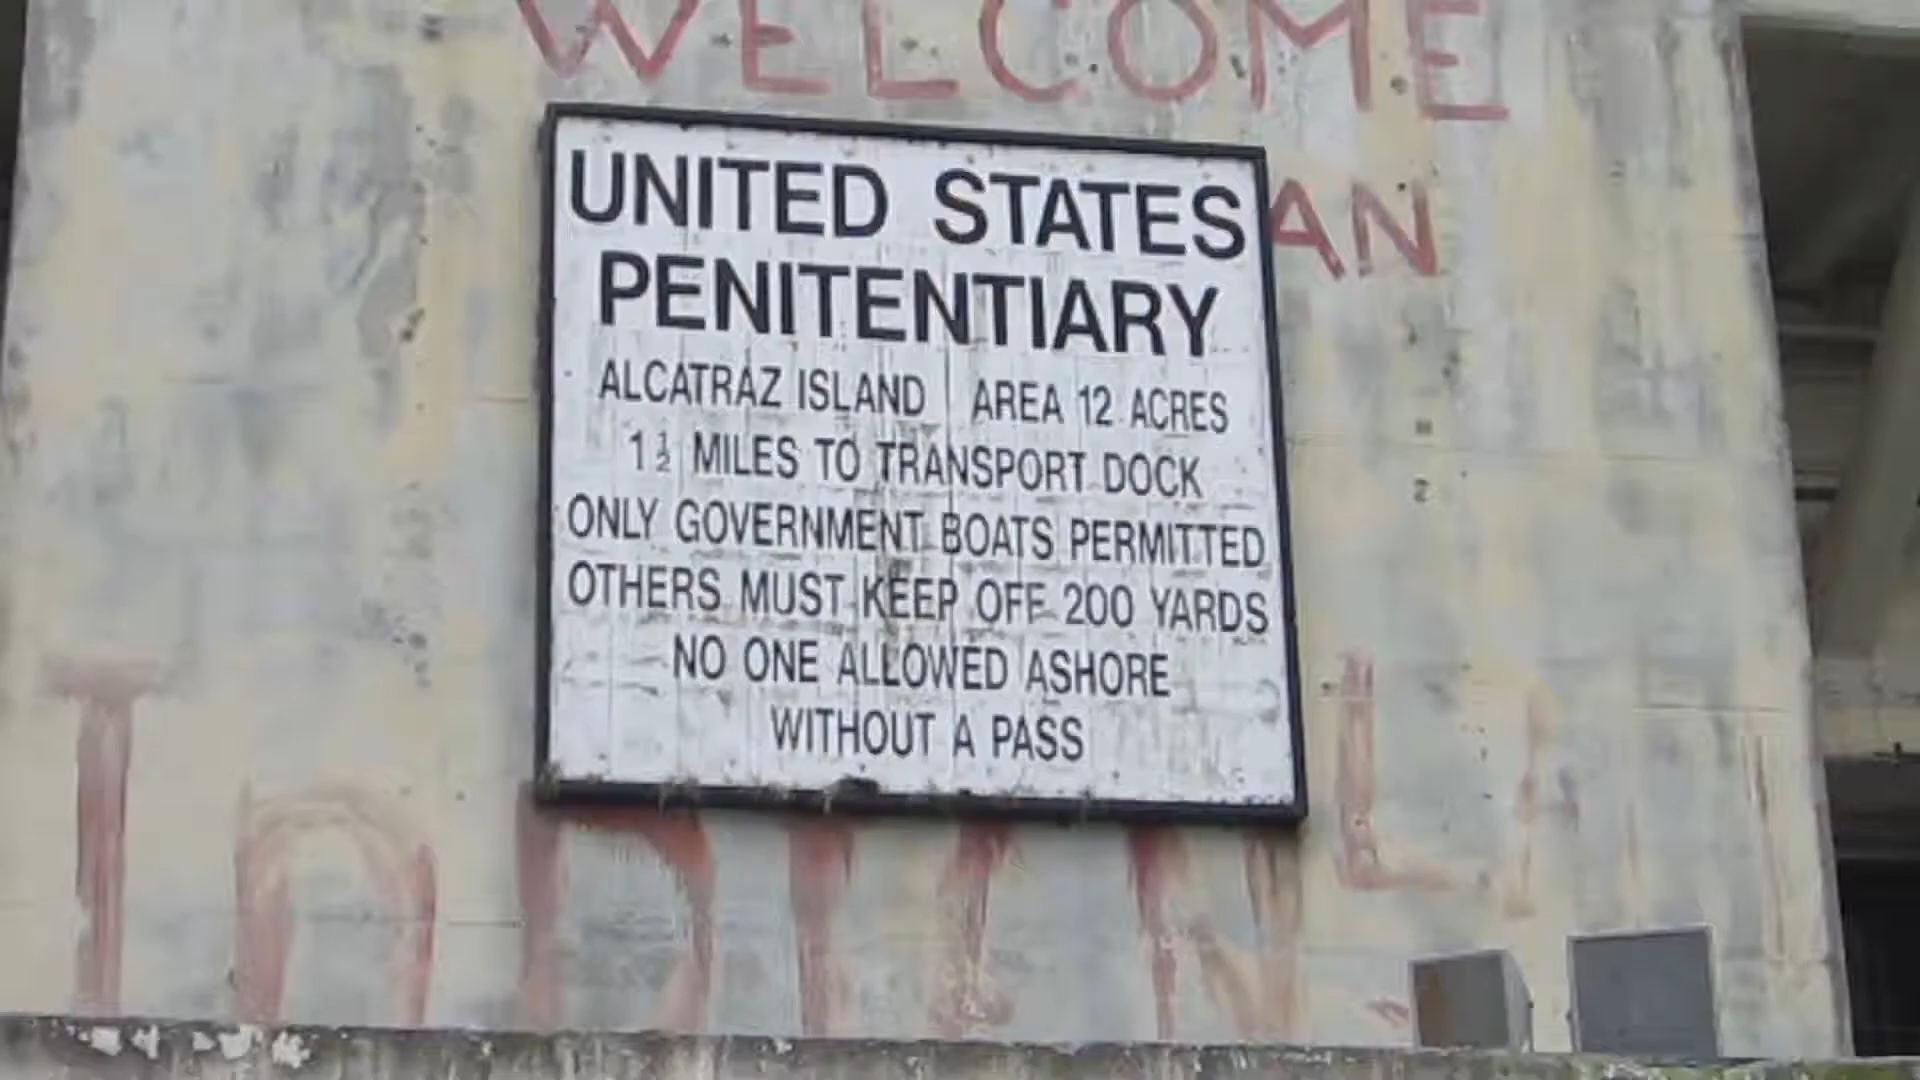 WELCOME
UNITED STATES
AN
PENITENTIARY
ALCATRAZ ISLAND AREA 12 ACRES
1½ MILES TO TRANSPORT DOCK
ONLY GOVERNMENT BOATS PERMITTED
OTHERS MUST KEEP OFF 200 YARDS
NO ONE ALLOWED ASHORE
WITHOUT A PASS
InDIAN